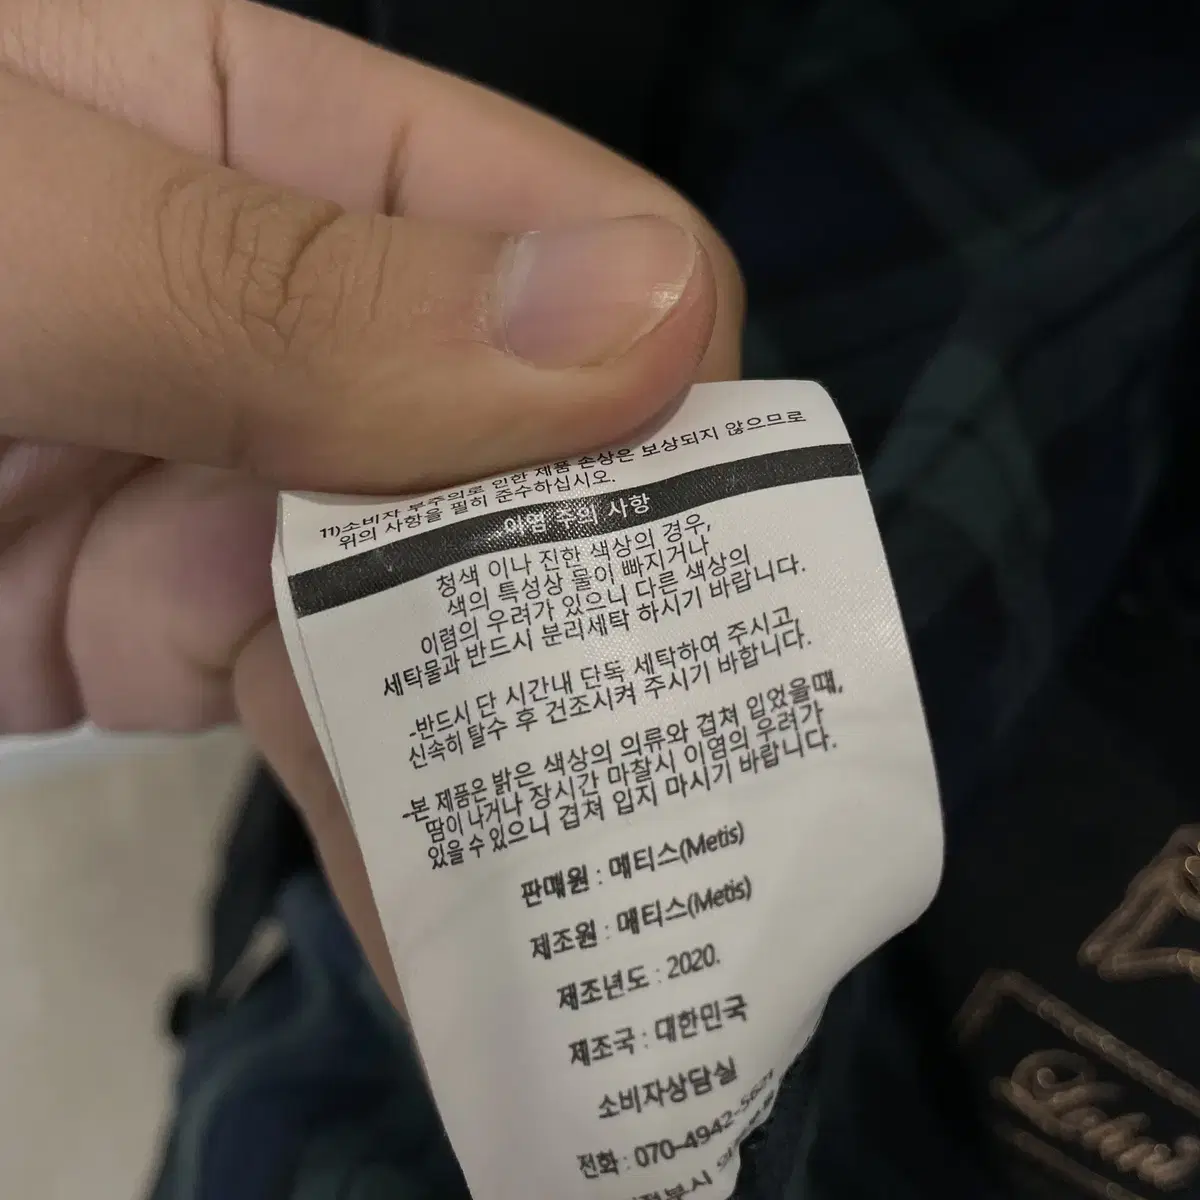 11)소비자 부주의로 인한 제품 손상은 보상되지 않으므로
위의 사항을 필히 준수하십시오.
이염 주의 사항
청색 이나 진한 색상의 경우,
색의 특성상 물이 빠지거나
이렴의 우려가 있으니 다른 색상의
세탁물과 반드시 분리세탁 하시기 바랍니다.
-반드시 단 시간내 단독 세탁하여 주시고,
신속히 탈수 후 건조시켜 주시기 바합니다.
-본 제품은 밝은 색상의 의류와 겹쳐 입었을떄,
땀이 나거나 장시간 마찰시 이염의 우려가
있을 수 있으니 겹쳐 입지 마시기 바랍니다.
판매원 : 메티스(Metis)
제조원 : 메티스(Metis)
제조년도 : 2020.
제조국 : 대한민국
소비자상담실
전화 : 070-4942-5621